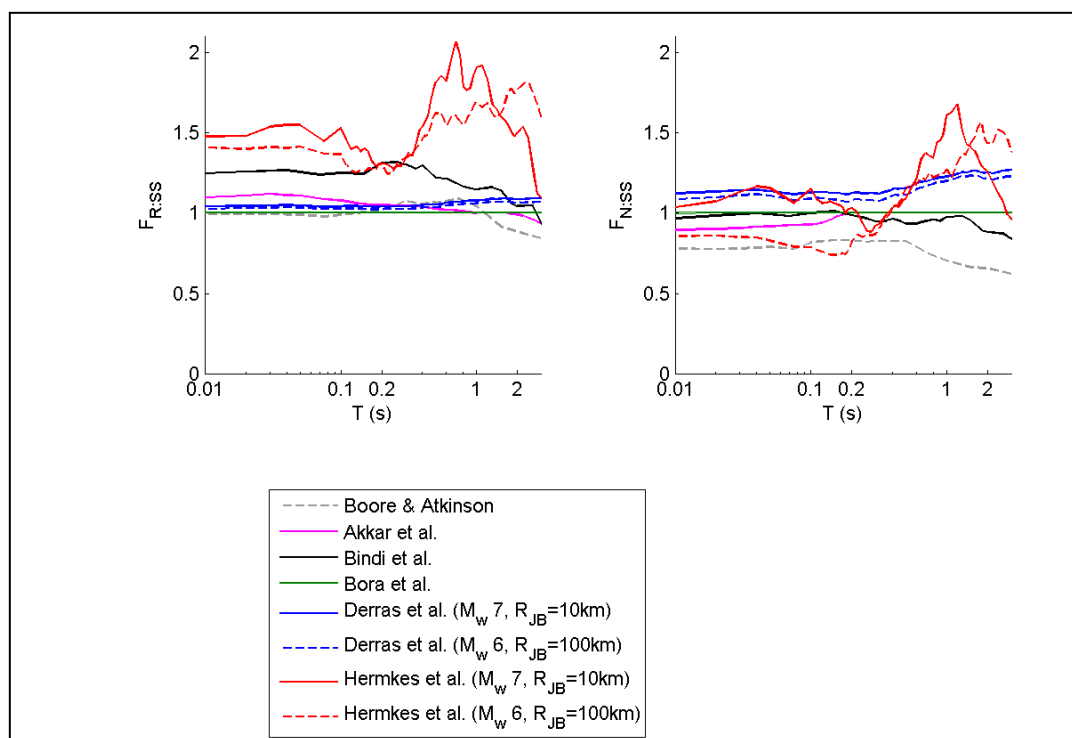 2
1.5
1
0.5
0
F_R:SS
0.01 0.1 0.2 1 2
T (s)
2
1.5
1
0.5
0
F_N:SS
0.01 0.1 0.2 1 2
T (s)
Boore & Atkinson
Akkar et al.
Bindi et al.
Bora et al.
Derras et al. (M_w 7, R_JB=10km)
Derras et al. (M_w 6, R_JB=100km)
Hermkes et al. (M_w 7, R_JB=10km)
Hermkes et al. (M_w 6, R_JB=100km)